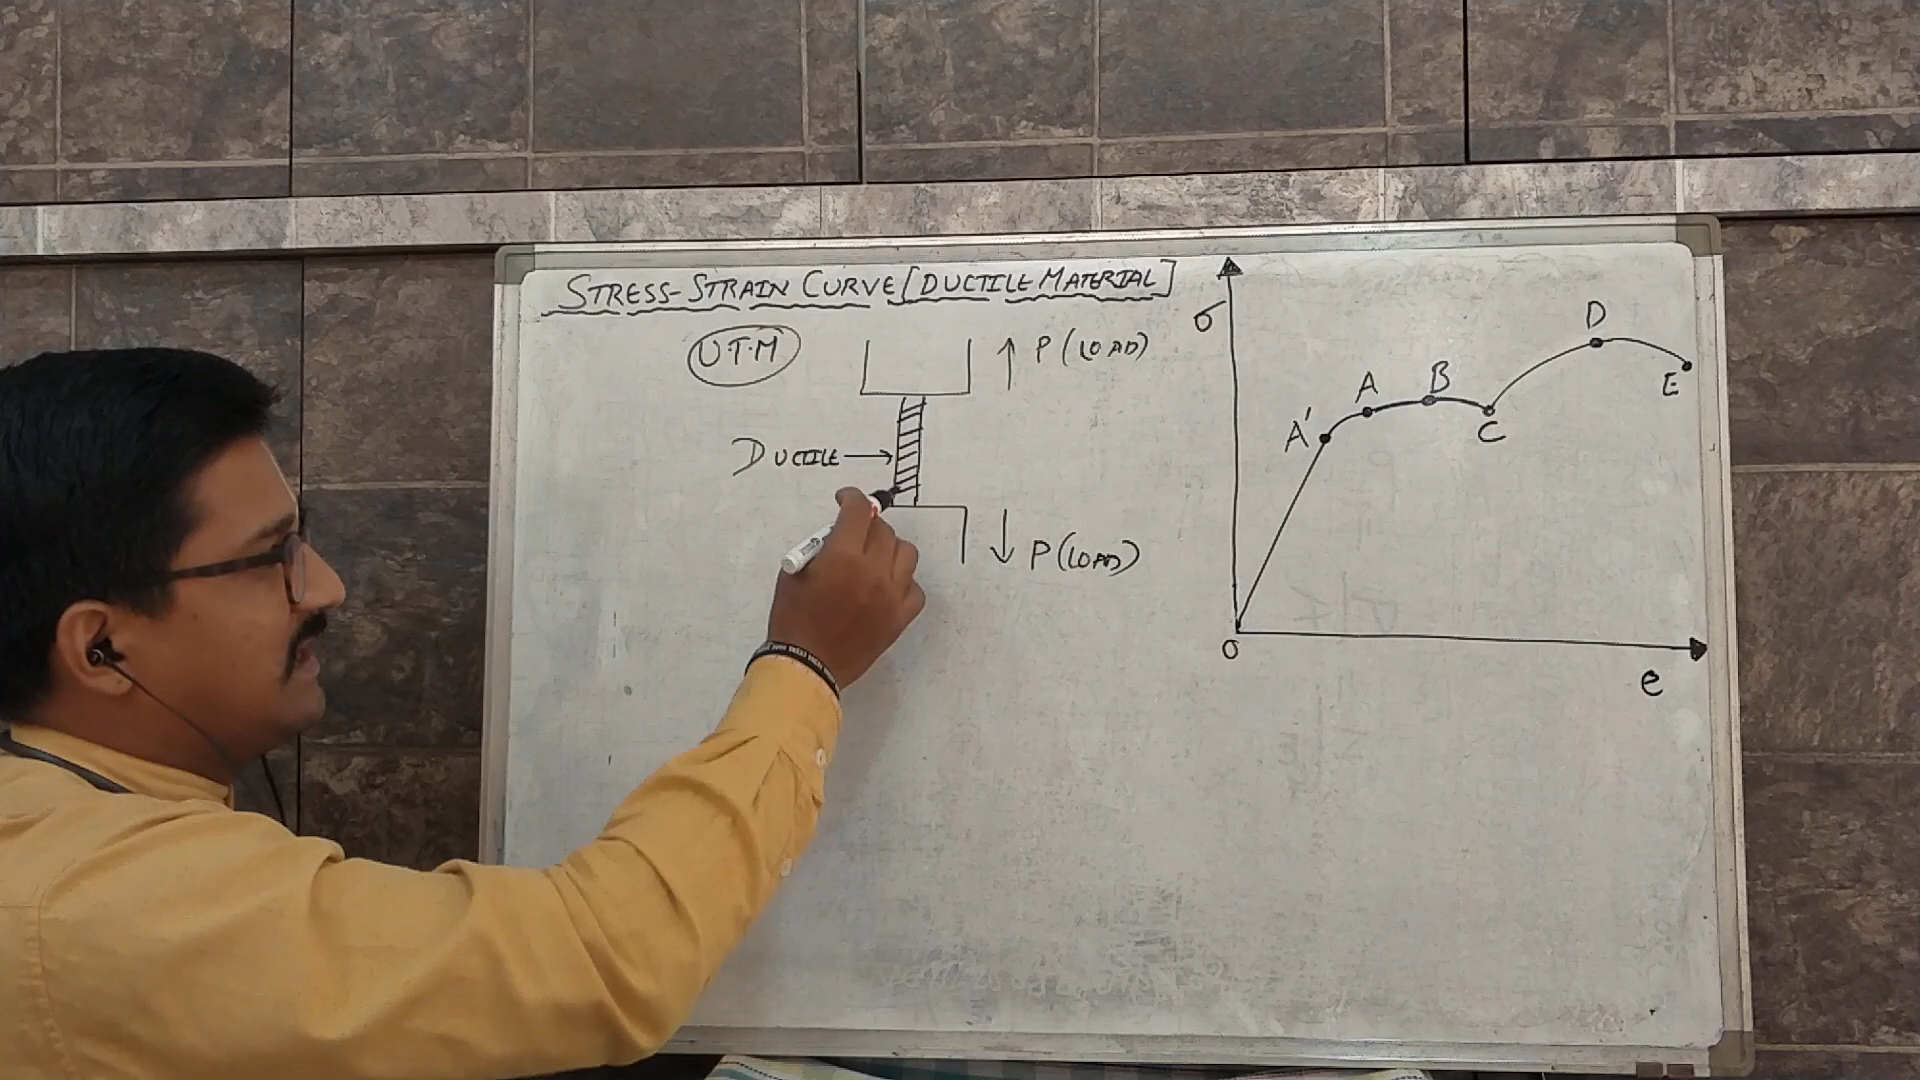 STRESS-STRAIN CURVE [DUCTILE MATERIAL]
U.T.M
P (LOAD)
DUCTILE
P (LOAD)
σ
A'
A
B
C
D
E
O
e